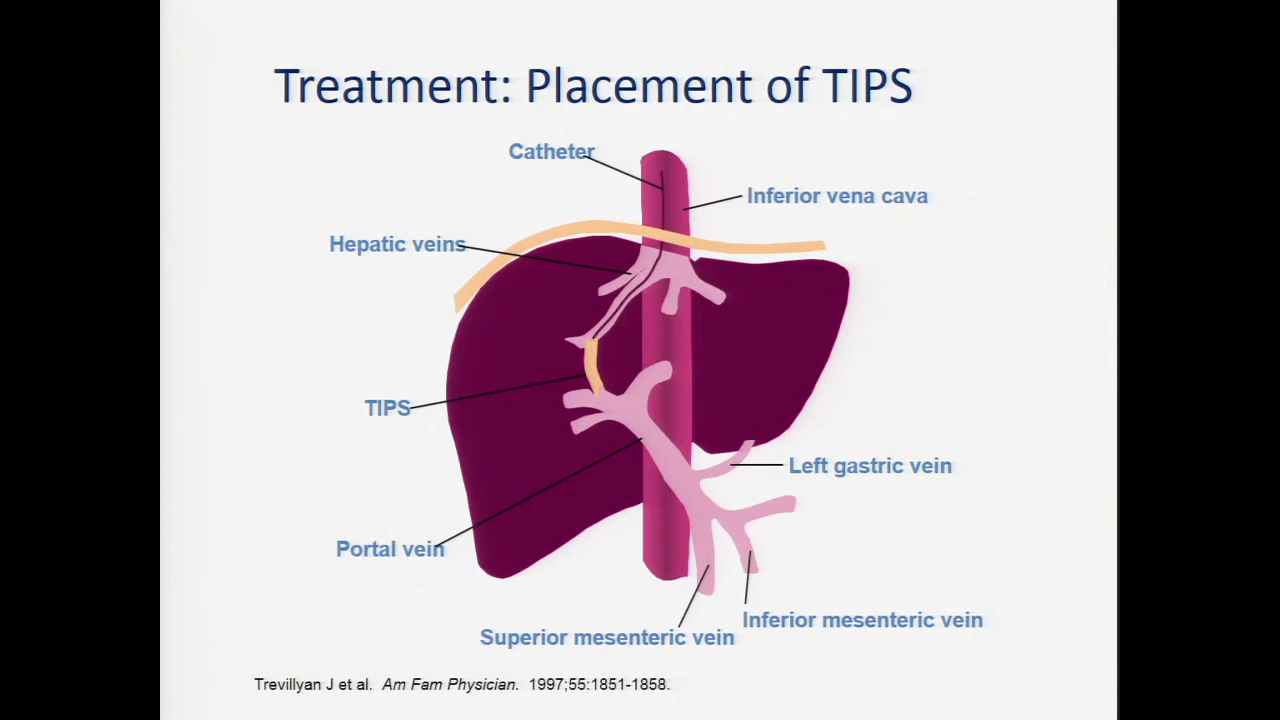 Treatment: Placement of TIPS
Catheter
Inferior vena cava
Hepatic veins
TIPS
Left gastric vein
Portal vein
Inferior mesenteric vein
Superior mesenteric vein
Trevillyan J et al. Am Fam Physician. 1997;55:1851-1858.